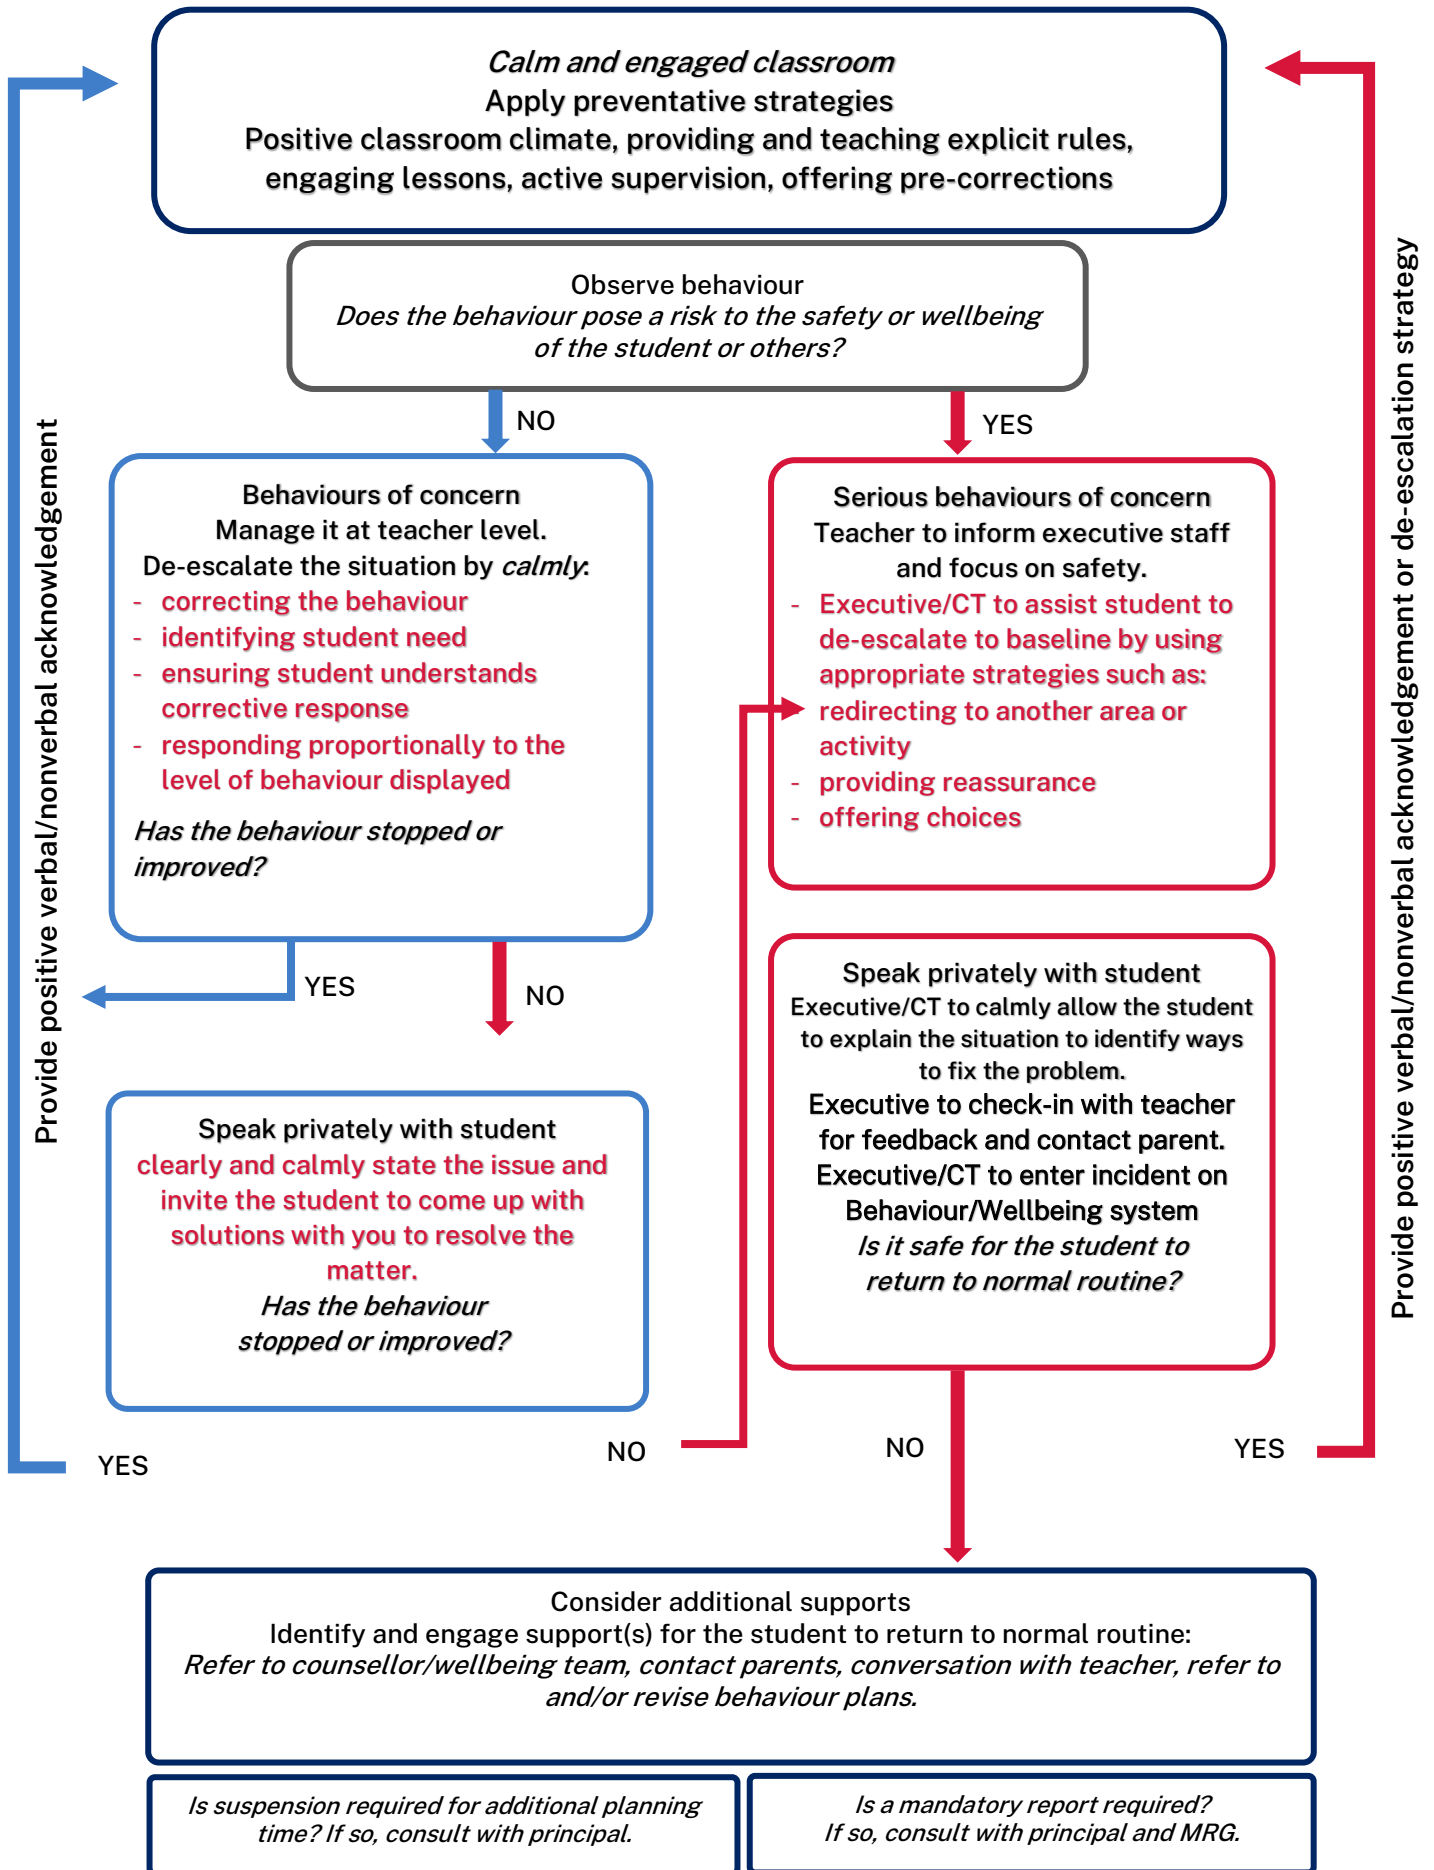 Calm and engaged classroom
Apply preventative strategies
Positive classroom climate, providing and teaching explicit rules,
engaging lessons, active supervision, offering pre-corrections
Observe behaviour
Does the behaviour pose a risk to the safety or wellbeing
of the student or others?
NO
YES
Behaviours of concern
Manage it at teacher level.
De-escalate the situation by calmly:
- correcting the behaviour
- identifying student need
- ensuring student understands
corrective response
- responding proportionally to the
level of behaviour displayed
Has the behaviour stopped or
improved?
YES
NO
Speak privately with student
clearly and calmly state the issue and
invite the student to come up with
solutions with you to resolve the
matter.
Has the behaviour
stopped or improved?
YES
NO
Provide positive verbal/nonverbal acknowledgement
Serious behaviours of concern
Teacher to inform executive staff
and focus on safety.
- Executive/CT to assist student to
de-escalate to baseline by using
appropriate strategies such as:
- redirecting to another area or
activity
- providing reassurance
- offering choices
Speak privately with student
Executive/CT to calmly allow the student
to explain the situation to identify ways
to fix the problem.
Executive to check-in with teacher
for feedback and contact parent.
Executive/CT to enter incident on
Behaviour/Wellbeing system
Is it safe for the student to
return to normal routine?
NO
YES
Provide positive verbal/nonverbal acknowledgement or de-escalation strategy
Consider additional supports
Identify and engage support(s) for the student to return to normal routine:
Refer to counsellor/wellbeing team, contact parents, conversation with teacher, refer to
and/or revise behaviour plans.
Is suspension required for additional planning
time? If so, consult with principal.
Is a mandatory report required?
If so, consult with principal and MRG.